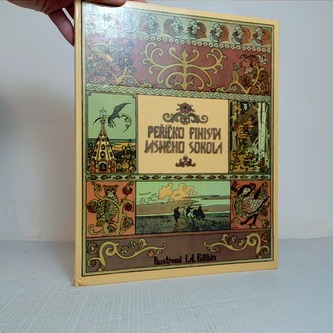 PEŘÍČKO FINISTA
JASNÉHO SOKOLA
Ilustroval I. A. Bilibin